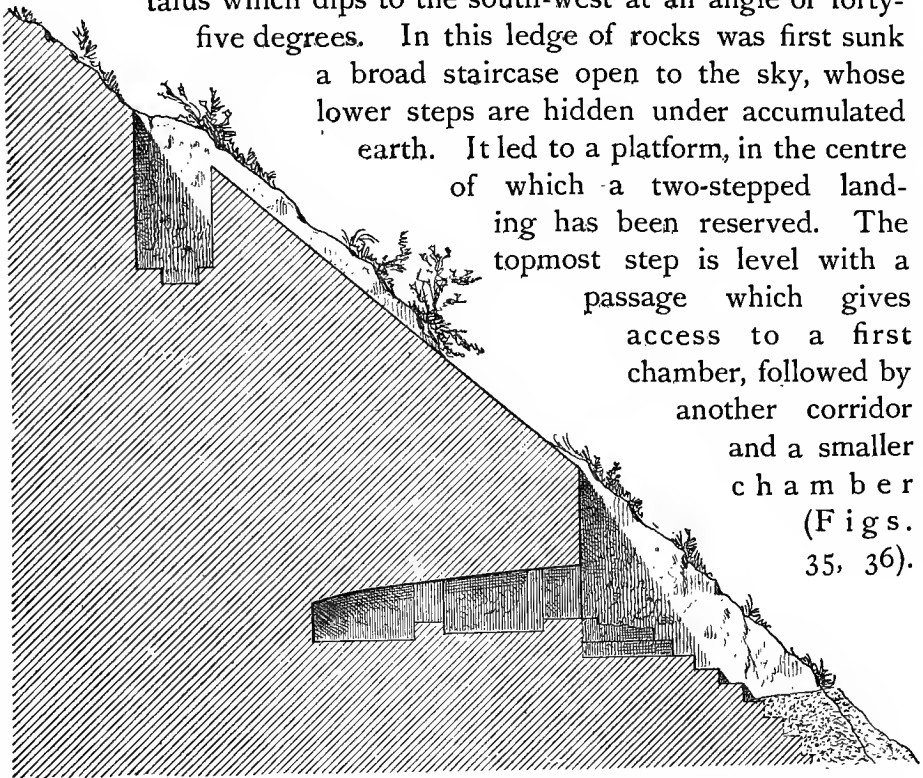 talus which dips to the south-west at an angle of forty-
five degrees. In this ledge of rocks was first sunk
a broad staircase open to the sky, whose
lower steps are hidden under accumulated
earth. It led to a platform, in the centre
of which a two-stepped land-
ing has been reserved. The
topmost step is level with a
passage which gives
access to a first
chamber, followed by
another corridor
and a smaller
chamber
(Figs.
35, 36).